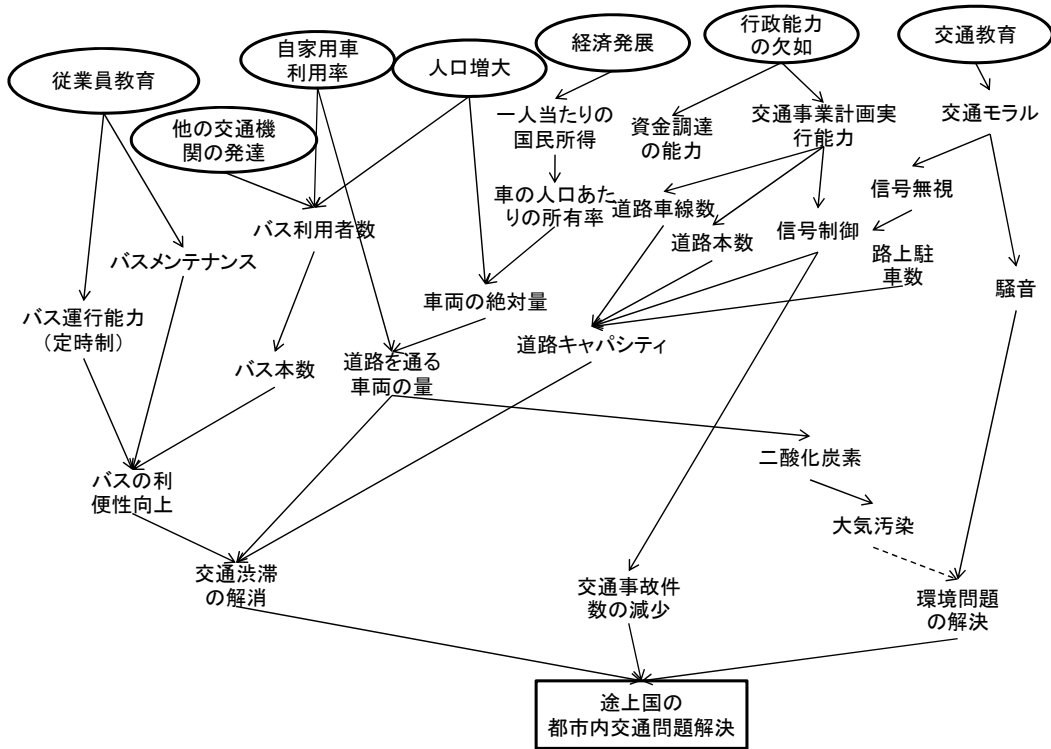 従業員教育
自家用車
利用率
人口増大
経済発展
行政能力
の欠如
交通教育
他の交通機
関の発達
一人当たりの
国民所得
資金調達
の能力
交通事業計画実
行能力
交通モラル
車の人口あた
りの所有率
道路車線数
信号無視
バス利用者数
道路本数
信号制御
路上駐
車数
バスメンテナンス
騒音
バス運行能力
（定時制）
車両の絶対量
道路キャパシティ
バス本数
道路を通る
車両の量
二酸化炭素
バスの利
便性向上
大気汚染
交通渋滞
の解消
交通事故件
数の減少
環境問題
の解決
途上国の
都市内交通問題解決